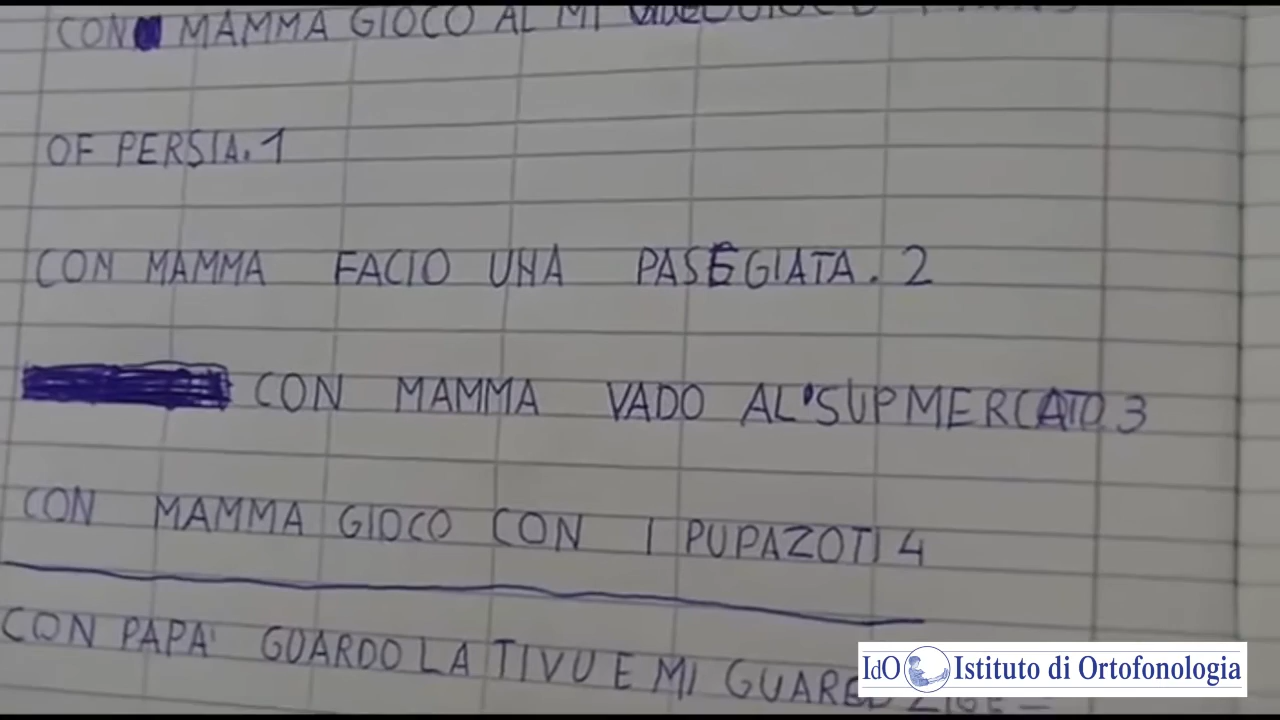 CON MAMMA GIOCO AL MI
OF PERSIA. 1
CON MAMMA FACIO UNA PASEGIATA. 2
CON MAMMA VADO AL'SUPMERCATO 3
CON MAMMA GIOCO CON I PUPAZOTI 4
CON PAPA' GUARDO LA TIVU E MI
IdO Istituto di Ortofonologia